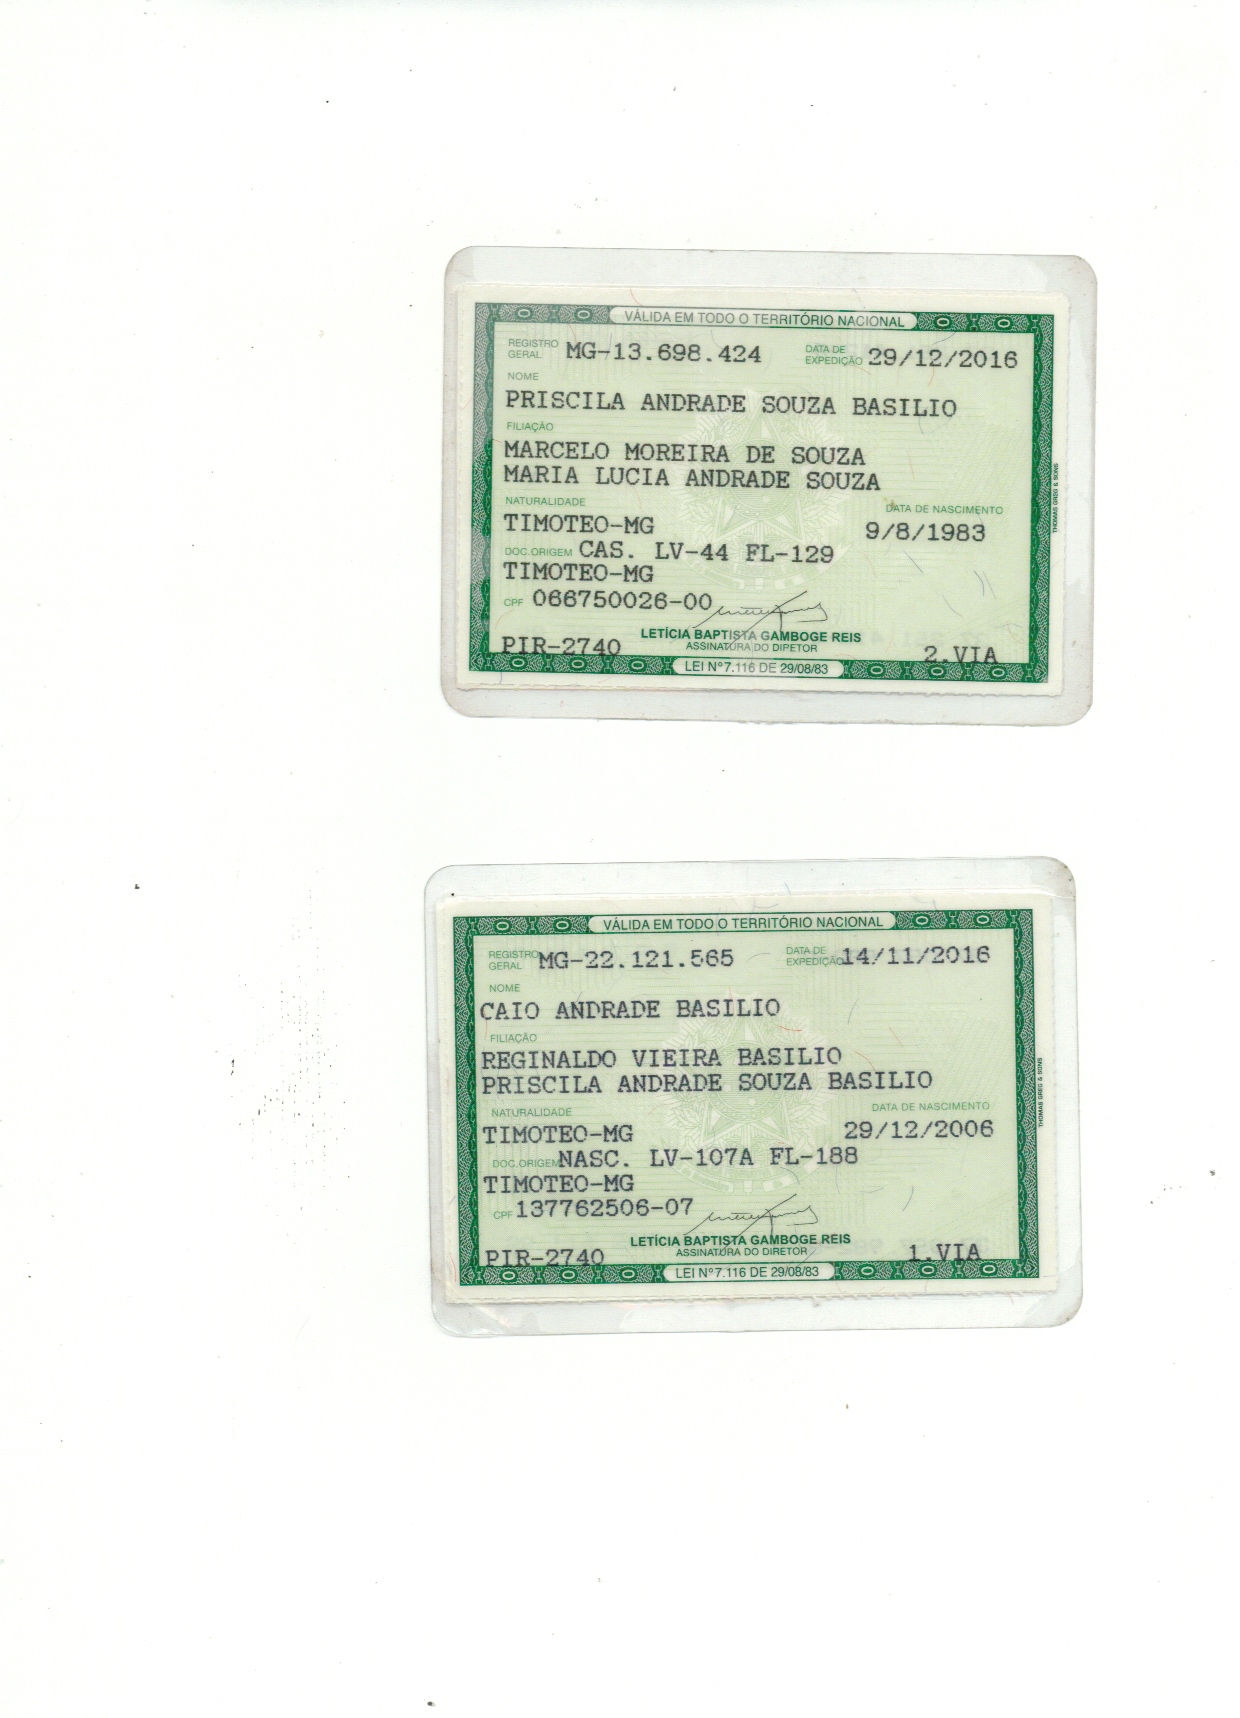 VÁLIDA EM TODO O TERRITÓRIO NACIONAL
REGISTRO GERAL MG-13.698.424 DATA DE EXPEDIÇÃO 29/12/2016
NOME
PRISCILA ANDRADE SOUZA BASILIO
FILIAÇÃO
MARCELO MOREIRA DE SOUZA
MARIA LUCIA ANDRADE SOUZA
NATURALIDADE DATA DE NASCIMENTO
TIMOTEO-MG 9/8/1983
DOC.ORIGEM CAS. LV-44 FL-129
TIMOTEO-MG
CPF 066750026-00
LETÍCIA BAPTISTA GAMBOGE REIS
PIR-2740 ASSINATURA DO DIRETOR 2.VIA
LEI Nº7.116 DE 29/08/83
THOMAS GREG & SONS
VÁLIDA EM TODO O TERRITÓRIO NACIONAL
REGISTRO GERAL MG-22.121.565 DATA DE EXPEDIÇÃO 14/11/2016
NOME
CAIO ANDRADE BASILIO
FILIAÇÃO
REGINALDO VIEIRA BASILIO
PRISCILA ANDRADE SOUZA BASILIO
NATURALIDADE DATA DE NASCIMENTO
TIMOTEO-MG 29/12/2006
DOC.ORIGEM NASC. LV-107A FL-188
TIMOTEO-MG
CPF 137762506-07
LETÍCIA BAPTISTA GAMBOGE REIS
PIR-2740 ASSINATURA DO DIRETOR 1.VIA
LEI Nº7.116 DE 29/08/83
THOMAS GREG & SONS